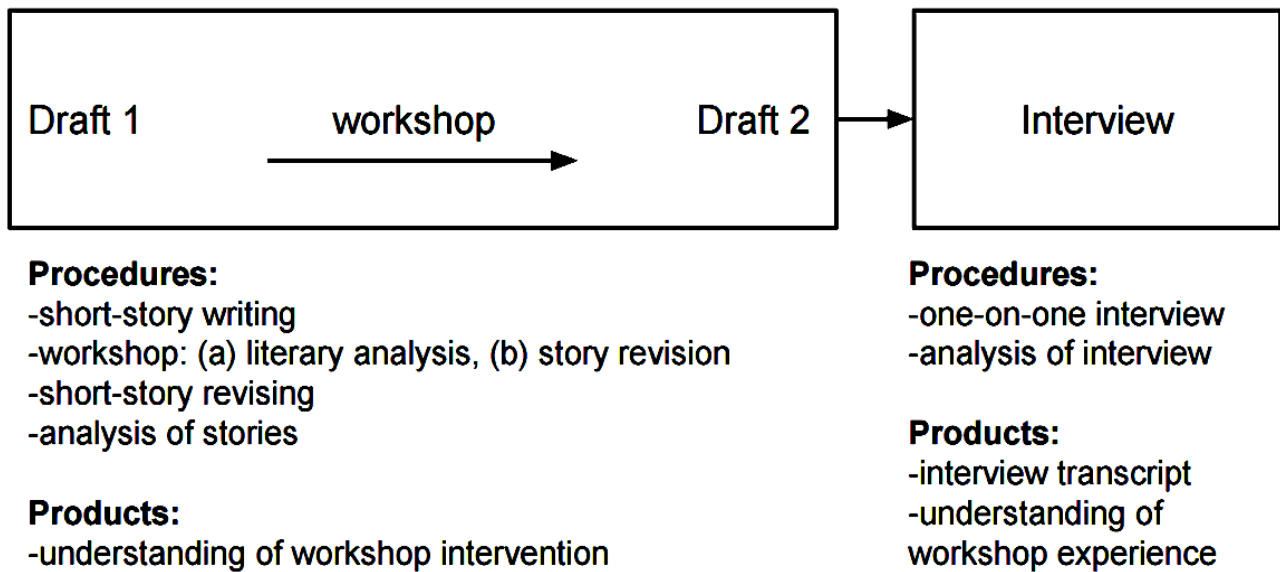 Draft 1
workshop
Draft 2
Interview
Procedures:
-short-story writing
-workshop: (a) literary analysis, (b) story revision
-short-story revising
-analysis of stories
Products:
-understanding of workshop intervention
Procedures:
-one-on-one interview
-analysis of interview
Products:
-interview transcript
-understanding of
workshop experience